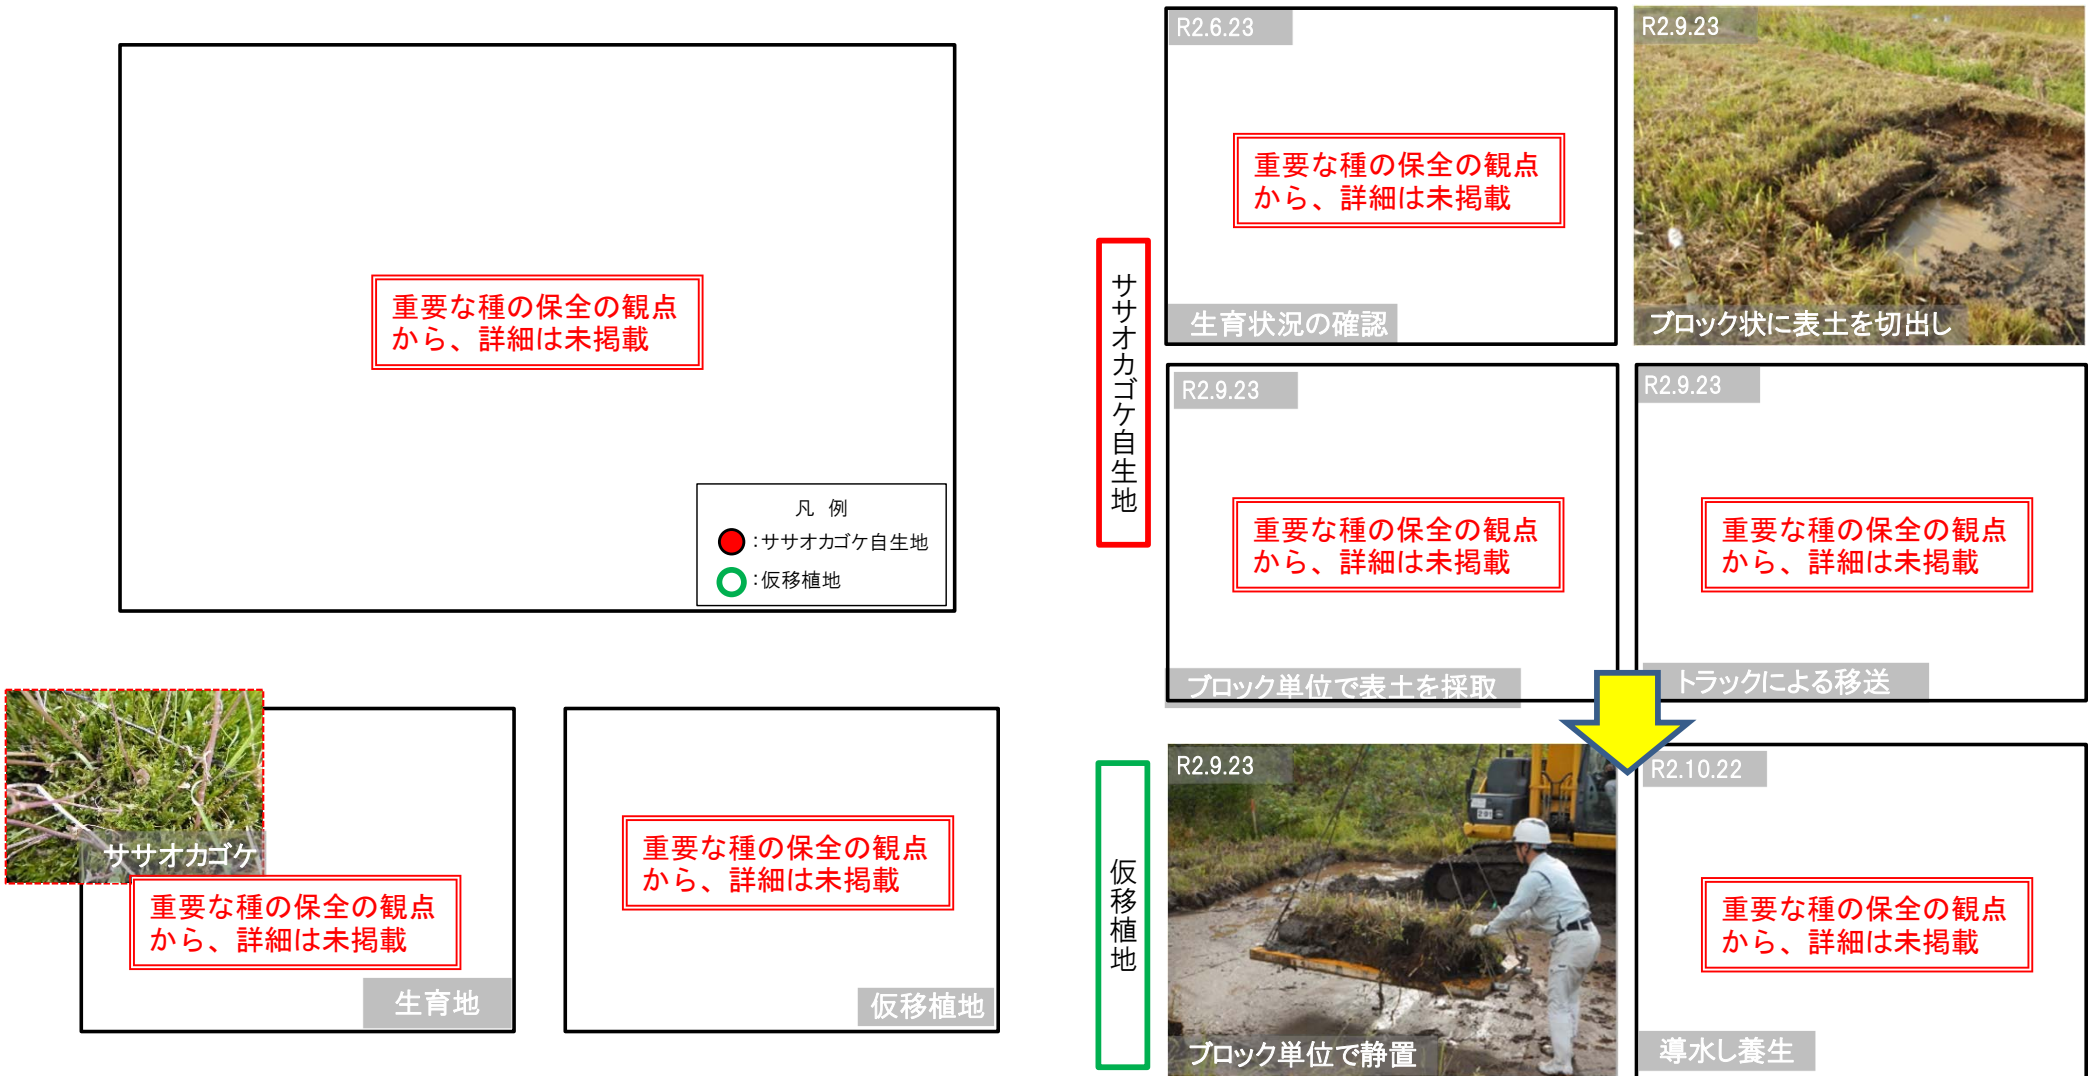 重要な種の保全の観点
から、詳細は未掲載
凡 例
:ササオカゴケ自生地
:仮移植地
ササオカゴケ
重要な種の保全の観点
から、詳細は未掲載
生育地
重要な種の保全の観点
から、詳細は未掲載
仮移植地
ササオカゴケ自生地
R2.6.23
重要な種の保全の観点
から、詳細は未掲載
生育状況の確認
R2.9.23
ブロック状に表土を切出し
R2.9.23
重要な種の保全の観点
から、詳細は未掲載
ブロック単位で表土を採取
R2.9.23
重要な種の保全の観点
から、詳細は未掲載
トラックによる移送
仮移植地
R2.9.23
ブロック単位で静置
R2.10.22
重要な種の保全の観点
から、詳細は未掲載
導水し養生